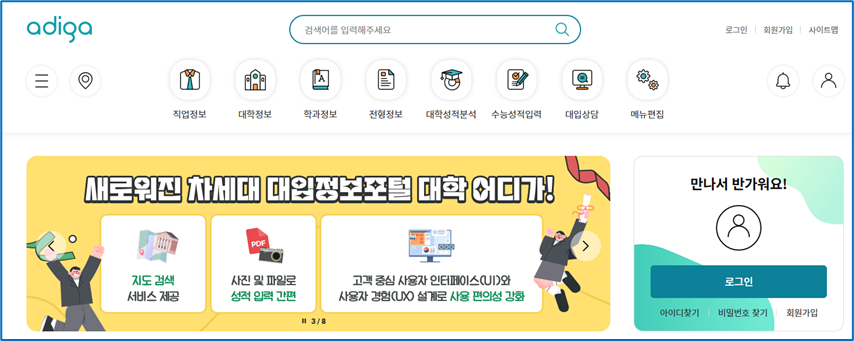 adiga
검색어를 입력해주세요
로그인 회원가입 사이트맵
직업정보 대학정보 학과정보 전형정보 대학성적분석 수능성적입력 대입상담 메뉴편집
새로워진 차세대 대입정보포털 대학 어디가!
지도 검색
서비스 제공
PDF
사진 및 파일로
성적 입력 간편
고객 중심 사용자 인터페이스(UI)와
사용자 경험(UX) 설계로 사용 편의성 강화
3/8
만나서 반가워요!
로그인
아이디찾기 비밀번호 찾기 회원가입